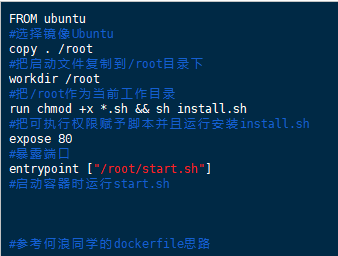 FROM ubuntu
#选择镜像Ubuntu
copy . /root
#把启动文件复制到/root目录下
workdir /root
#把/root作为当前工作目录
run chmod +x *.sh && sh install.sh
#把可执行权限赋予脚本并且运行安装install.sh
expose 80
#暴露端口
entrypoint ["/root/start.sh"]
#启动容器时运行start.sh
#参考何浪同学的dockerfile思路